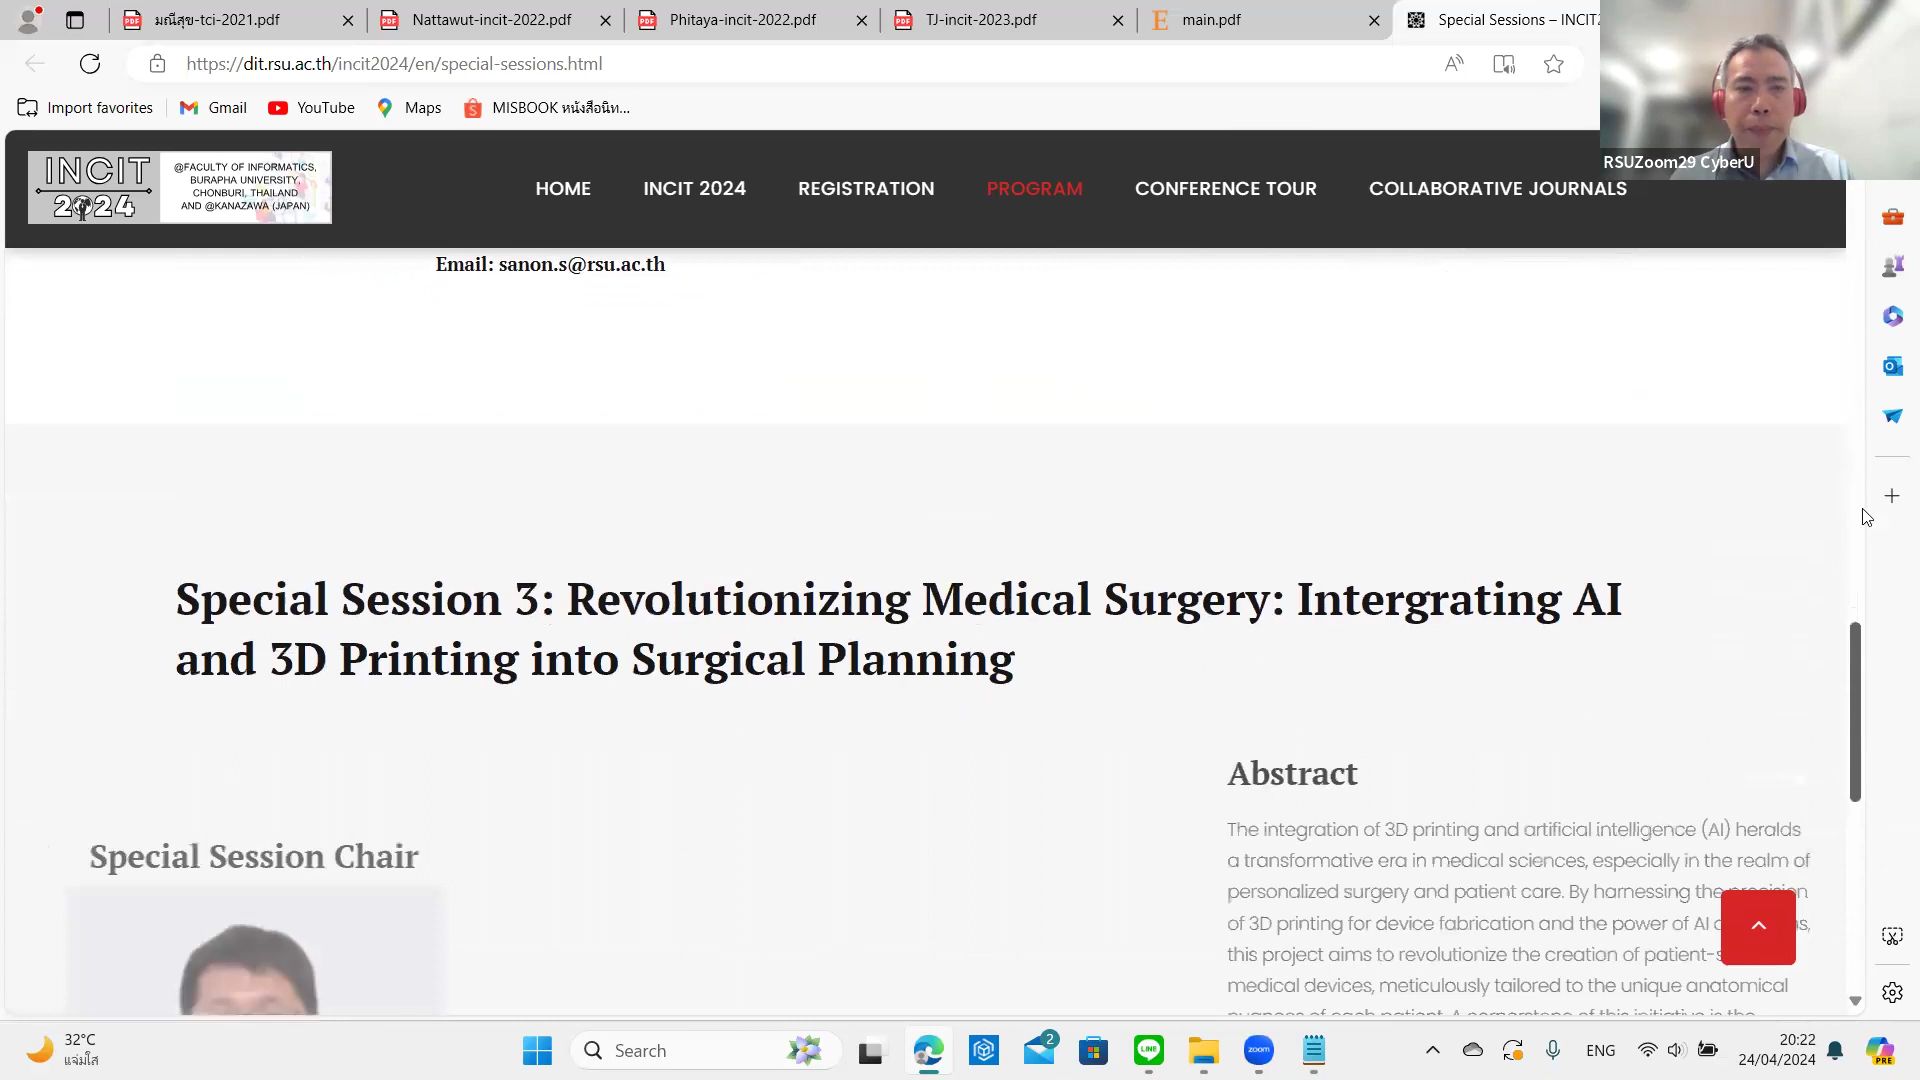 มณีสุข-tci-2021.pdf
Nattawut-incit-2022.pdf
Phitaya-incit-2022.pdf
TJ-incit-2023.pdf
main.pdf
Special Sessions – INCIT2
https://dit.rsu.ac.th/incit2024/en/special-sessions.html
Import favorites
Gmail
YouTube
Maps
MISBOOK หนังสือนิท...
RSUZoom29 CyberU
INCIT
2024
@FACULTY OF INFORMATICS,
BURAPHA UNIVERSITY,
CHONBURI, THAILAND
AND @KANAZAWA (JAPAN)
HOME
INCIT 2024
REGISTRATION
PROGRAM
CONFERENCE TOUR
COLLABORATIVE JOURNALS
Email: sanon.s@rsu.ac.th
Special Session 3: Revolutionizing Medical Surgery: Intergrating AI
and 3D Printing into Surgical Planning
Special Session Chair
Abstract
The integration of 3D printing and artificial intelligence (AI) heralds
a transformative era in medical sciences, especially in the realm of
personalized surgery and patient care. By harnessing the precision
of 3D printing for device fabrication and the power of AI
this project aims to revolutionize the creation of patient-s
medical devices, meticulously tailored to the unique anatomical
32°C
แจ่มใส
Search
2
LINE
zoom
ENG
20:22
24/04/2024
PRE